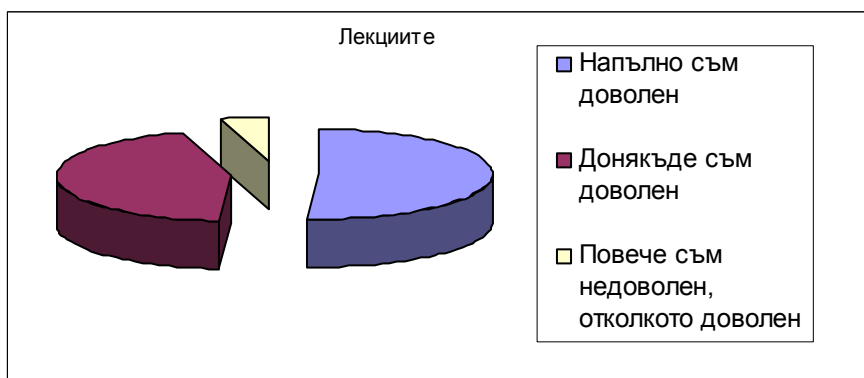 Лекциите
Напълно съм
доволен
Донякъде съм
доволен
Повече съм
недоволен,
отколкото доволен